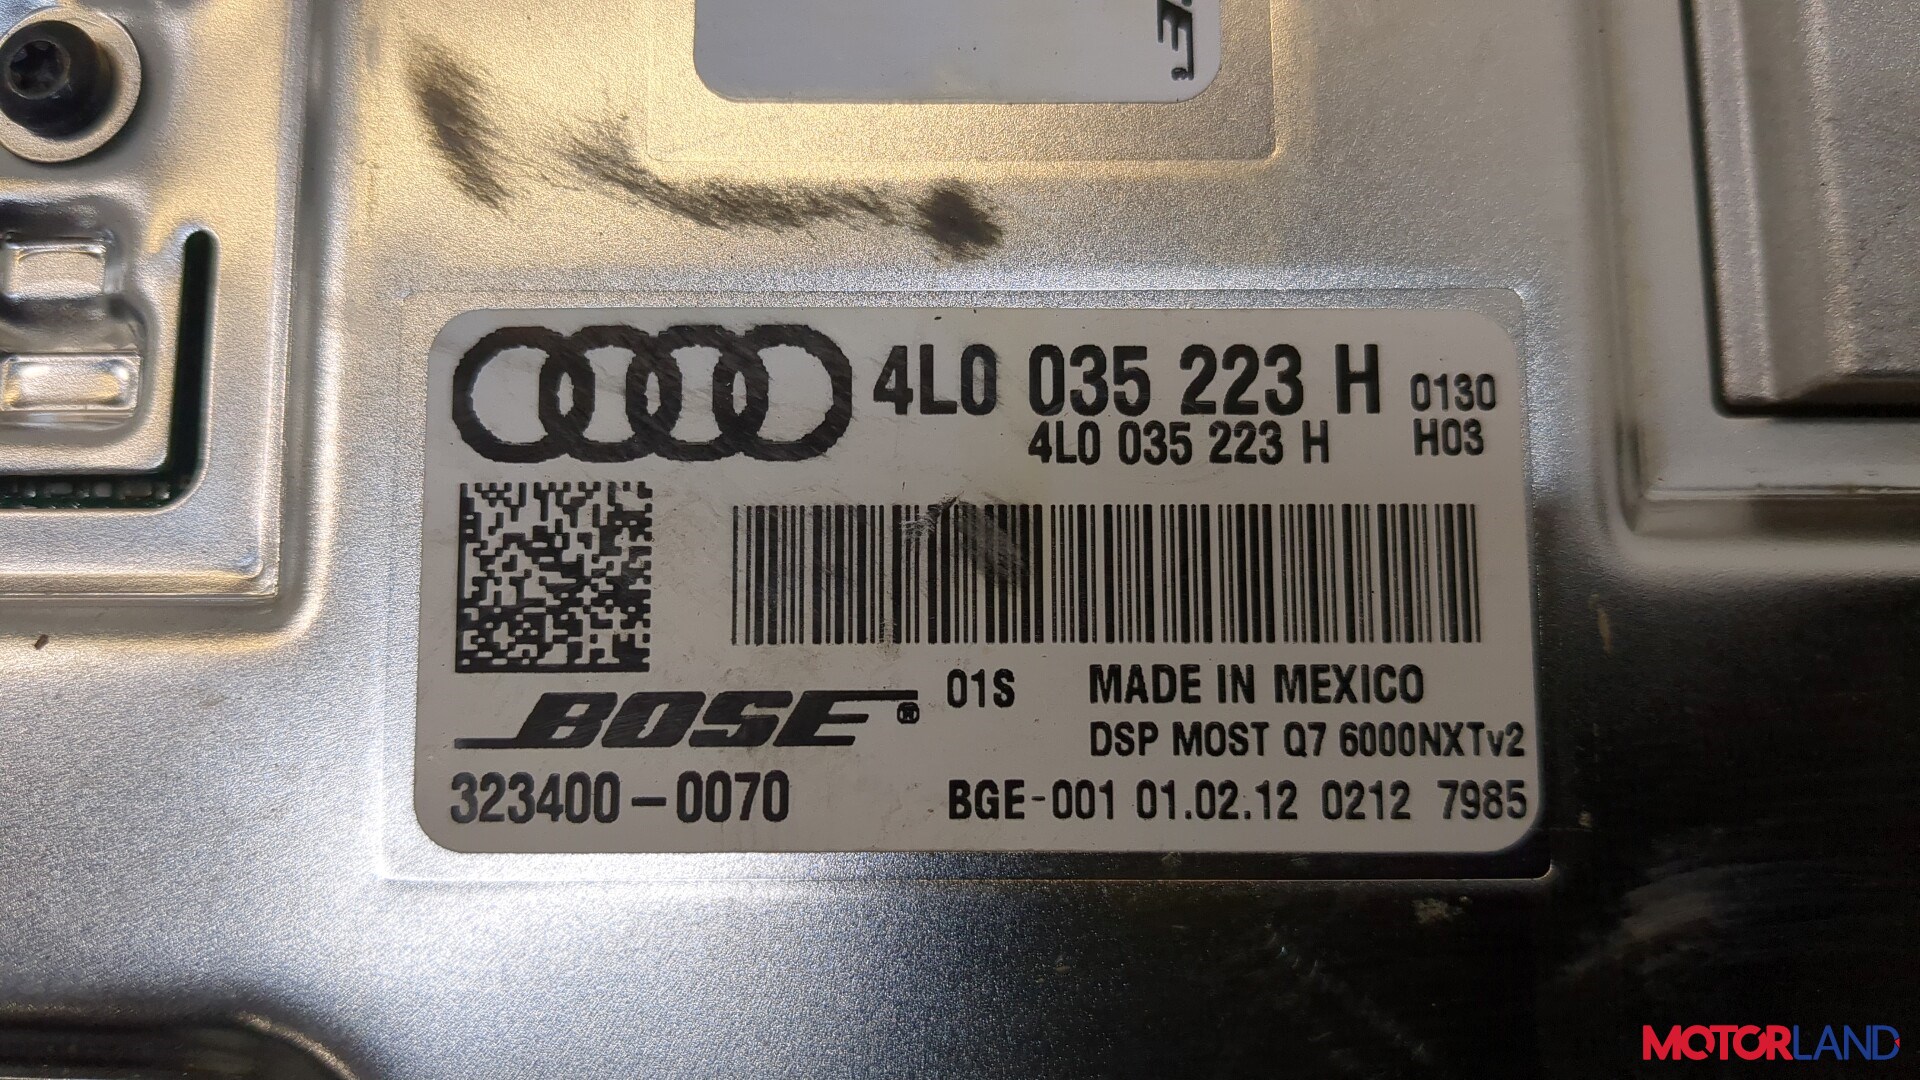 4L0 035 223 H 0130
4L0 035 223 H H03
BOSE® 01S MADE IN MEXICO
DSP MOST Q7 6000NXTv2
323400-0070 BGE-001 01.02.12 0212 7985
MOTORLAND